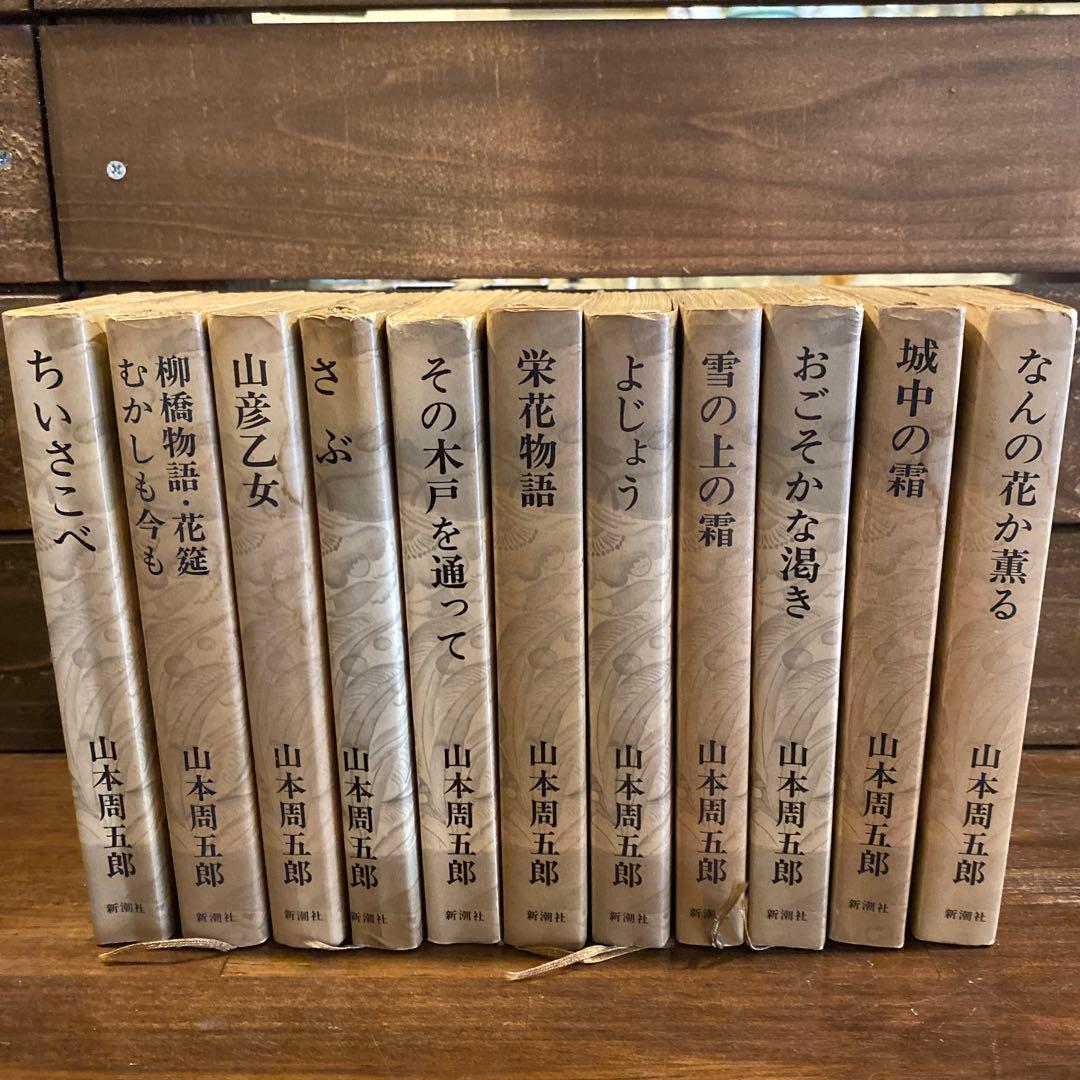 ちいさこべ
山本周五郎
柳橋物語・花筵
むかしも今も
山本周五郎
新潮社
山彦乙女
山本周五郎
新潮社
さぶ
山本周五郎
新潮社
その木戸を通って
山本周五郎
新潮社
栄花物語
山本周五郎
新潮社
よじょう
山本周五郎
新潮社
雪の上の霜
山本周五郎
新潮社
おごそかな渇き
山本周五郎
新潮社
城中の霜
山本周五郎
新潮社
なんの花か薫る
山本周五郎
新潮社